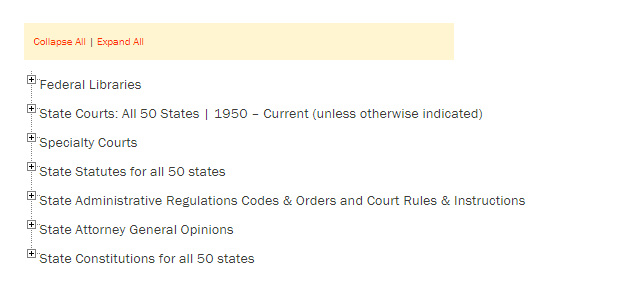 Collapse All | Expand All
Federal Libraries
State Courts: All 50 States | 1950 – Current (unless otherwise indicated)
Specialty Courts
State Statutes for all 50 states
State Administrative Regulations Codes & Orders and Court Rules & Instructions
State Attorney General Opinions
State Constitutions for all 50 states